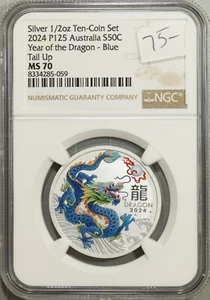 Silver 1/2oz Ten-Coin Set
2024 P125 Australia S50C
Year of the Dragon - Blue
Tail Up
MS 70
8334285-059
75-
NUMISMATIC GUARANTY COMPANY
NGC
龍
DRAGON
2024